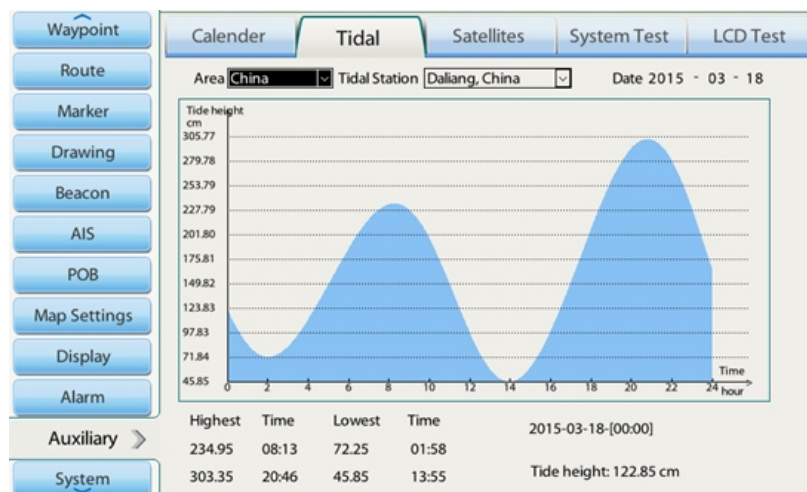 Waypoint
Route
Marker
Drawing
Beacon
AIS
POB
Map Settings
Display
Alarm
Auxiliary
System
Calender
Tidal
Satellites
System Test
LCD Test
Area China Tidal Station Daliang, China Date 2015 - 03 - 18
Tide height
cm
305.77
279.78
253.79
227.79
201.80
175.81
149.82
123.83
97.83
71.84
45.85
0 2 4 6 8 10 12 14 16 18 20 22 24
Time
hour
Highest Time Lowest Time
234.95 08:13 72.25 01:58
303.35 20:46 45.85 13:55
2015-03-18-[00:00]
Tide height: 122.85 cm